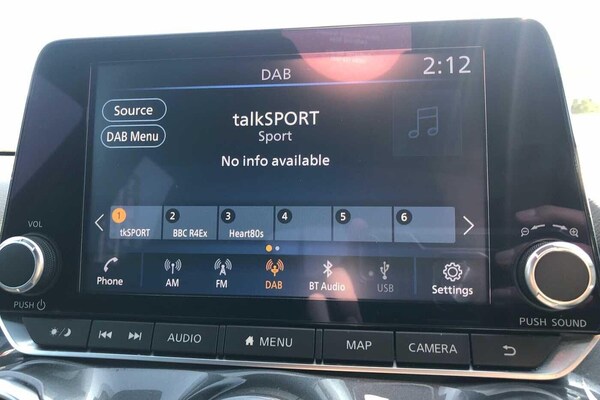 DAB
2:12
Source
DAB Menu
talkSPORT
Sport
No info available
1
2
3
4
5
6
tkSPORT
BBC R4Ex
Heart80s
Phone
AM
FM
DAB
BT Audio
USB
Settings
VOL
PUSH
PUSH SOUND
AUDIO
MENU
MAP
CAMERA